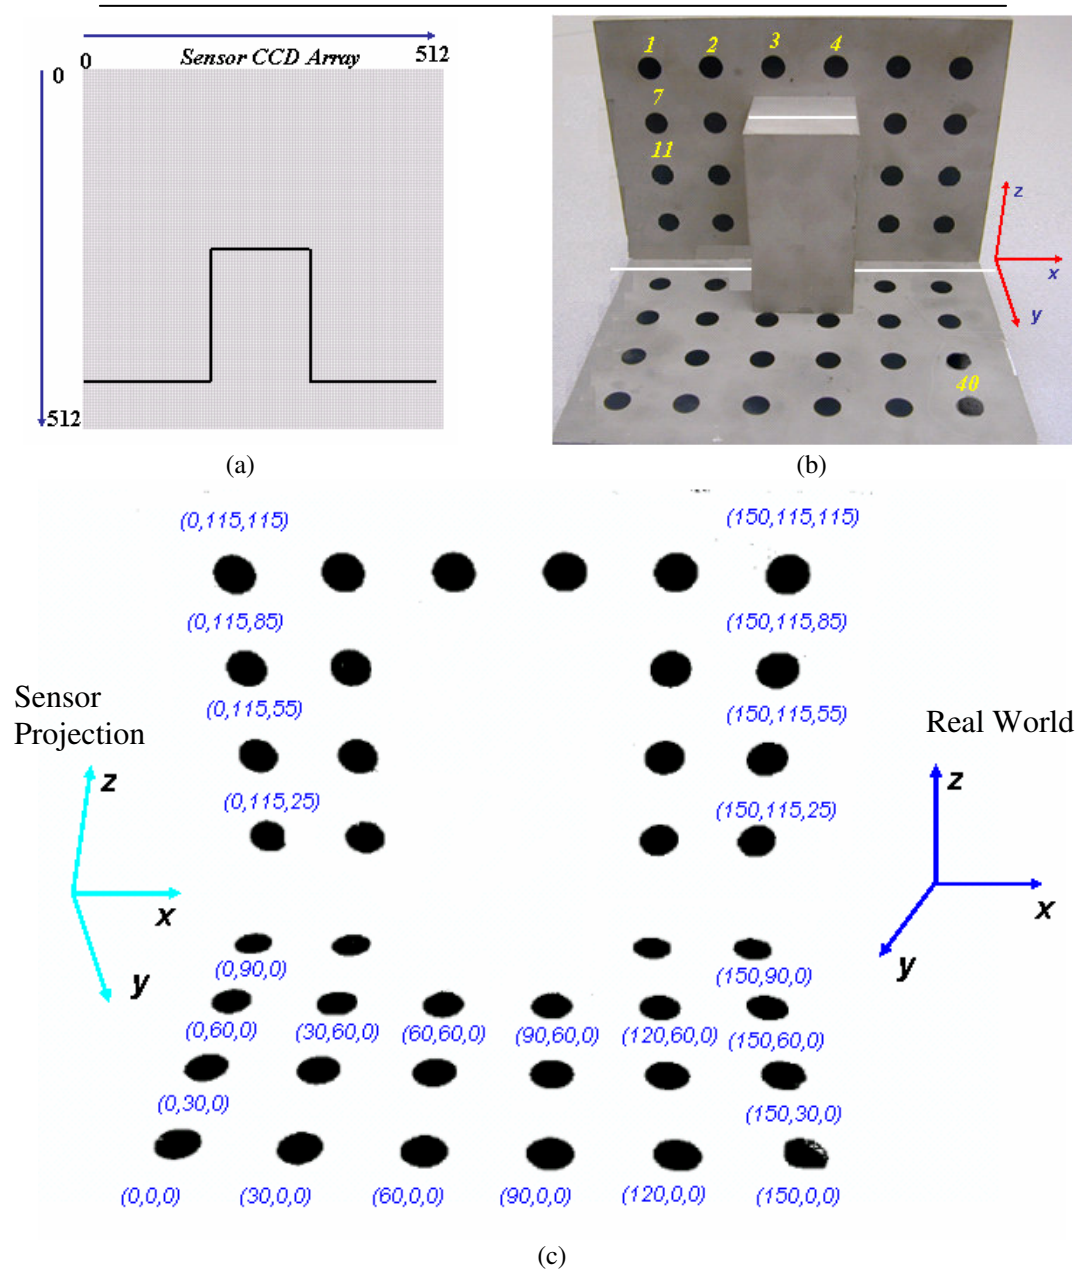 0 Sensor CCD Array 512
0
512
(a)
1 2 3 4
7
11
z
x
y
40
(b)
(0,115,115) (150,115,115)
(0,115,85) (150,115,85)
(0,115,55) (150,115,55)
Sensor
Projection
Real World
z
x
y
z
x
y
(0,115,25) (150,115,25)
(0,90,0) (150,90,0)
(0,60,0) (30,60,0) (60,60,0) (90,60,0) (120,60,0) (150,60,0)
(0,30,0) (150,30,0)
(0,0,0) (30,0,0) (60,0,0) (90,0,0) (120,0,0) (150,0,0)
(c)